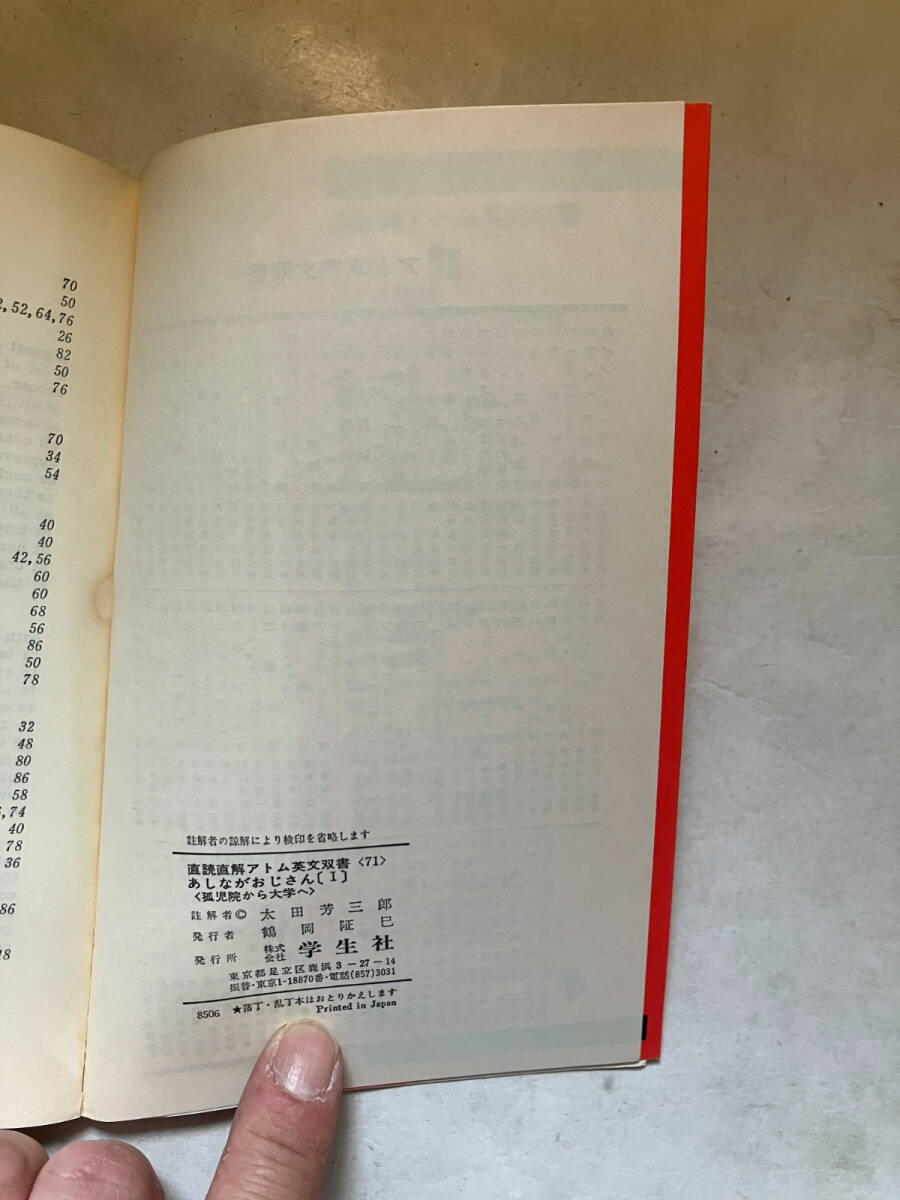 70
50
2,52,64,76
26
82
50
76
70
34
54
40
40
42,56
60
60
68
56
86
50
78
32
48
80
86
58
,74
40
78
36
86
18
註解者の諒解により検印を省略します
直読直解アトム英文双書〈71〉
あしながおじさん〔Ⅰ〕
〈孤児院から大学へ〉
註解者© 太田芳三郎
発行者 鶴岡阷巳
発行所 株式会社 学生社
東京都足立区鹿浜3-27-14
振替・東京1-18870番・電話(857)3031
8506 ★落丁・乱丁本はおとりかえします
Printed in Japan